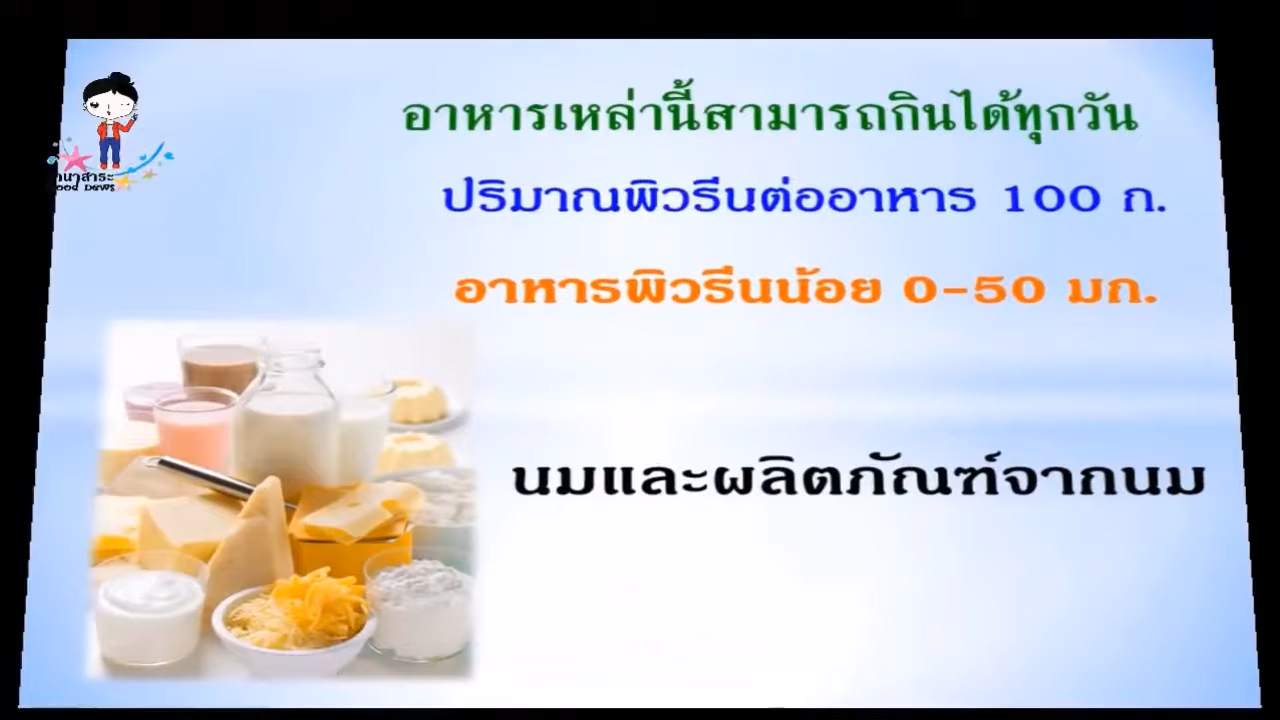 อาหารเหล่านี้สามารถกินได้ทุกวัน
ปริมาณพิวรีนต่ออาหาร 100 ก.
อาหารพิวรีนน้อย 0-50 มก.
นมและผลิตภัณฑ์จากนม